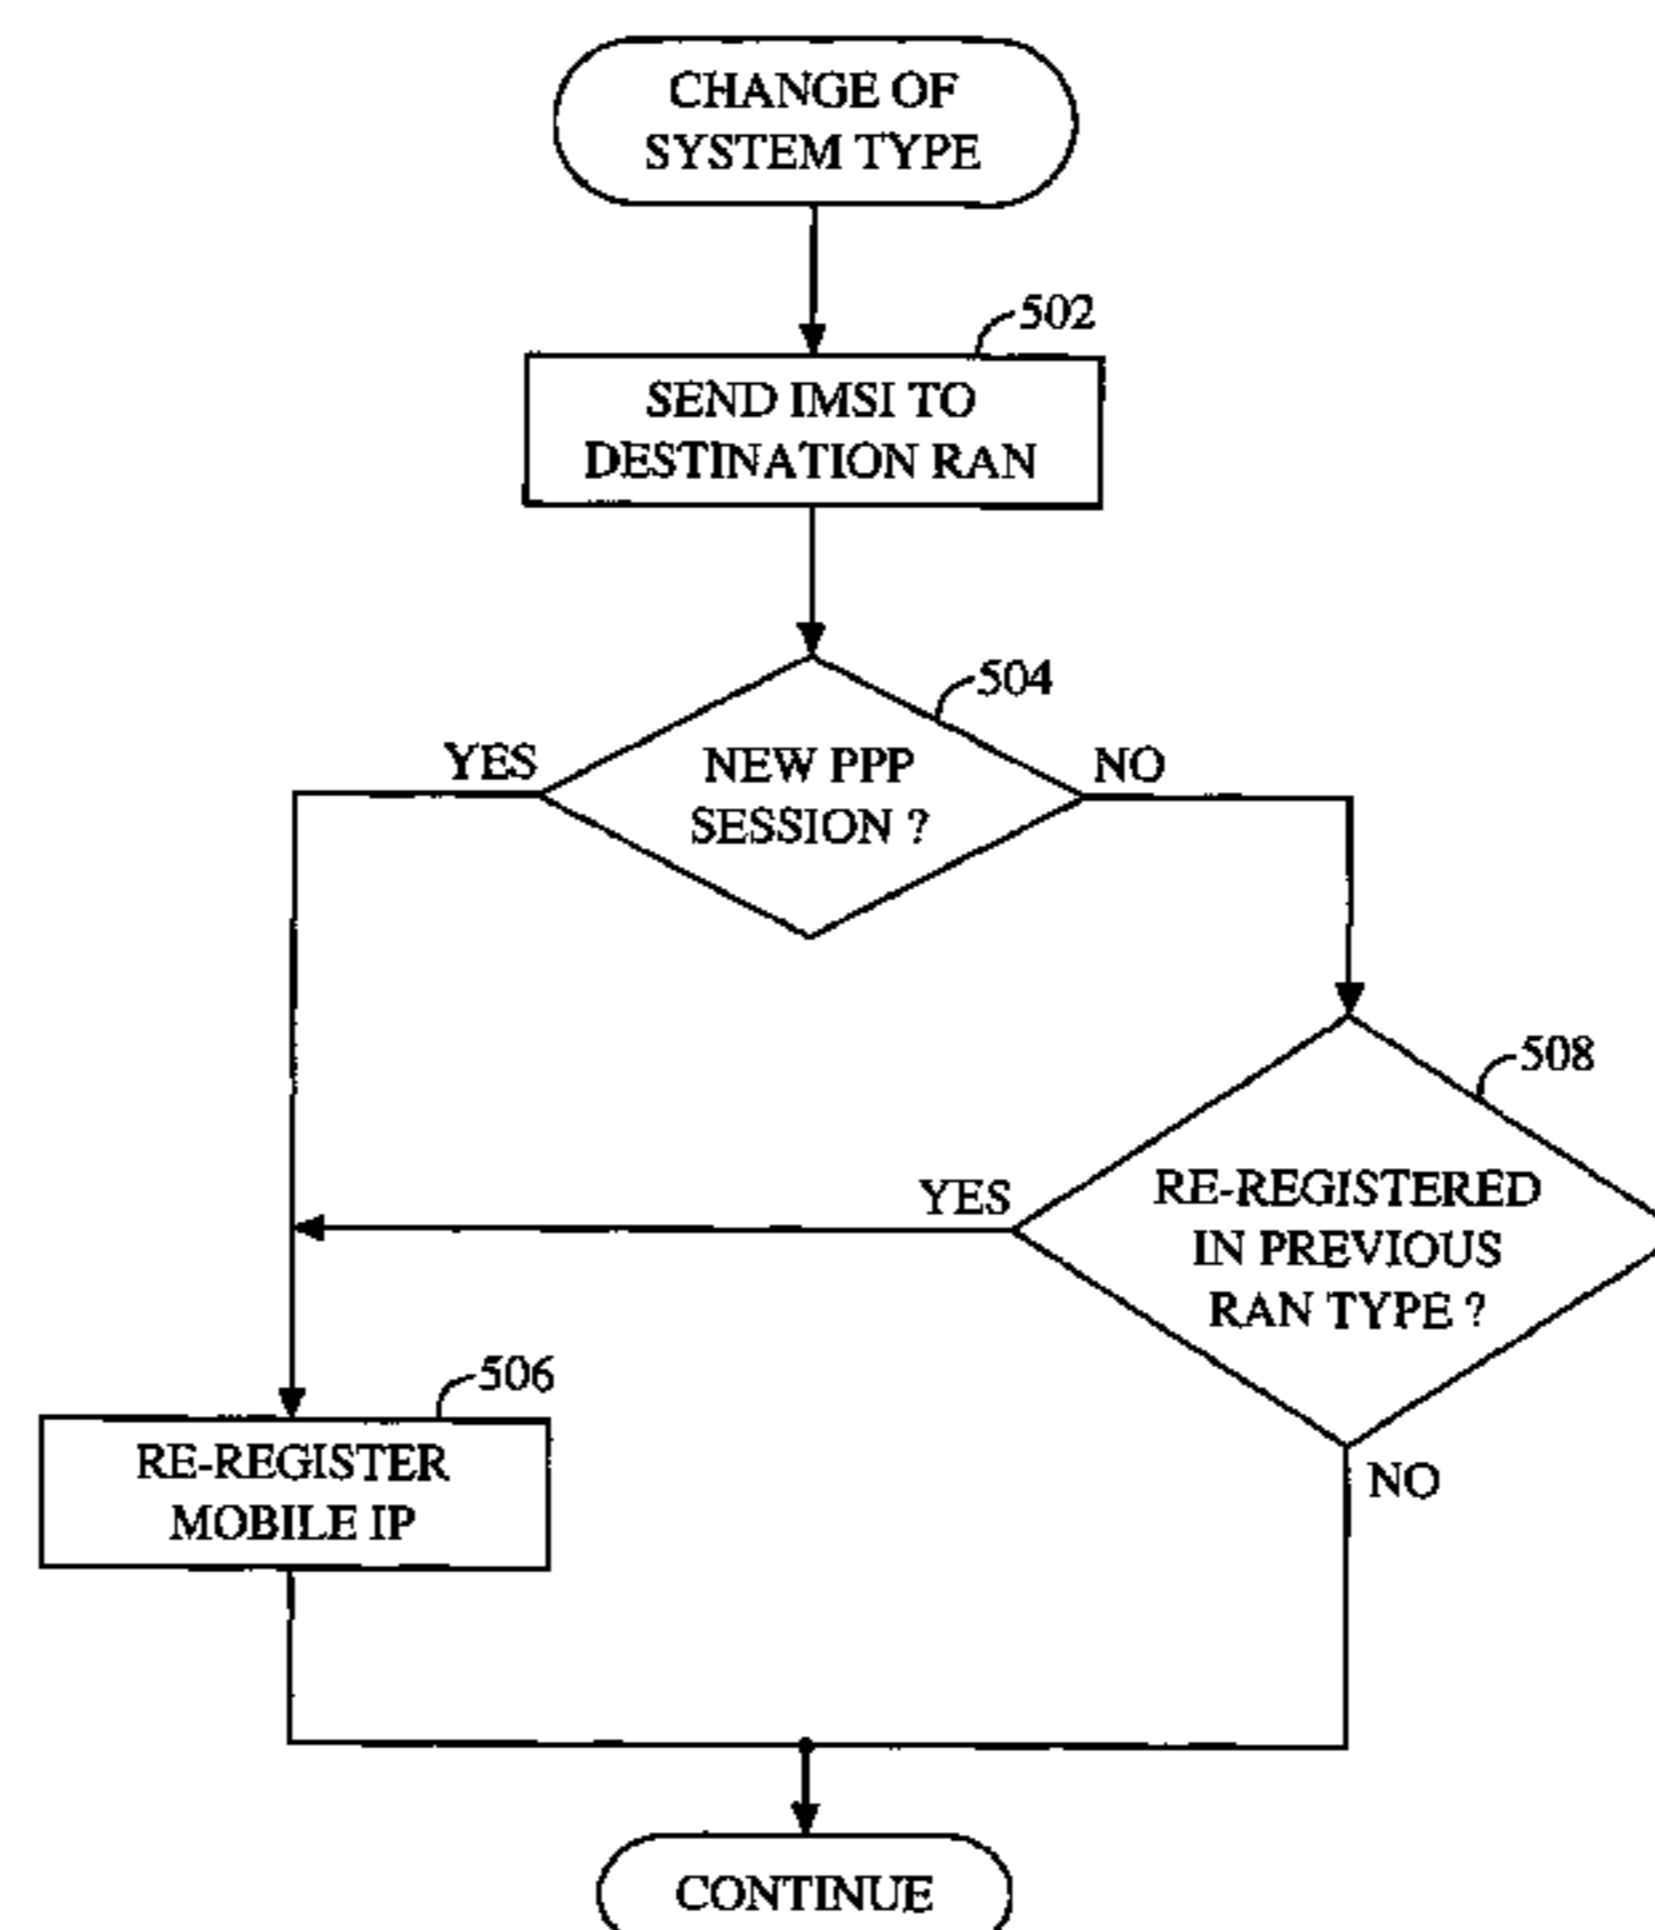 CHANGE OF
SYSTEM TYPE
502
SEND IMSI TO
DESTINATION RAN
504
YES
NEW PPP
SESSION ?
NO
508
YES
RE-REGISTERED
IN PREVIOUS
RAN TYPE ?
506
RE-REGISTER
MOBILE IP
NO
CONTINUE